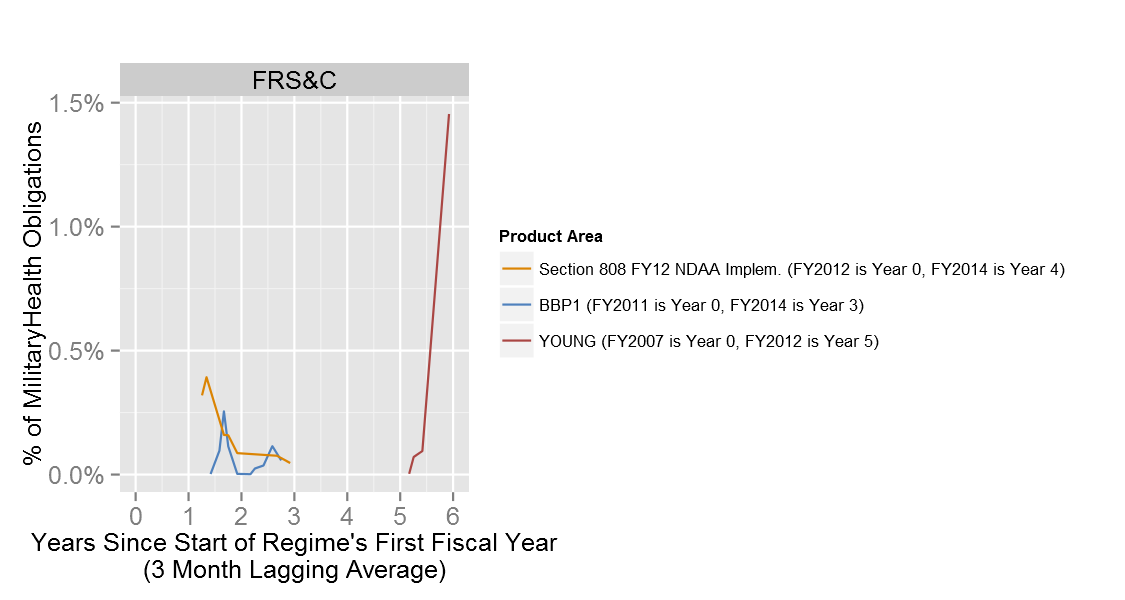 FRS&C
1.5%
1.0%
0.5%
0.0%
% of MilitaryHealth Obligations
0 1 2 3 4 5 6
Years Since Start of Regime's First Fiscal Year
(3 Month Lagging Average)
Product Area
Section 808 FY12 NDAA Implem. (FY2012 is Year 0, FY2014 is Year 4)
BBP1 (FY2011 is Year 0, FY2014 is Year 3)
YOUNG (FY2007 is Year 0, FY2012 is Year 5)